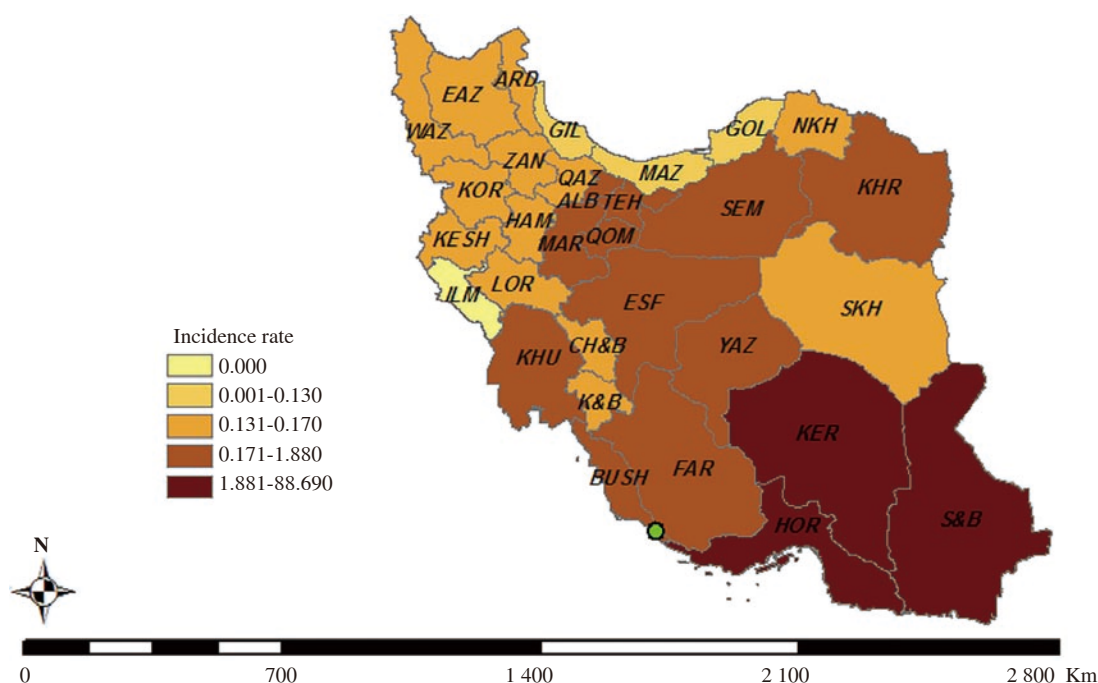 ARD
EAZ
WAZ
GIL
GOL
NKH
ZAN
MAZ
QAZ
KOR
ALB
TEH
KHR
SEM
HAM
KESH
MAR
QOM
LOR
ILM
ESF
SKH
Incidence rate
0.000
0.001-0.130
0.131-0.170
0.171-1.880
1.881-88.690
KHU
CH&B
YAZ
K&B
KER
BUSH
FAR
HOR
S&B
N
0 700 1 400 2 100 2 800 Km